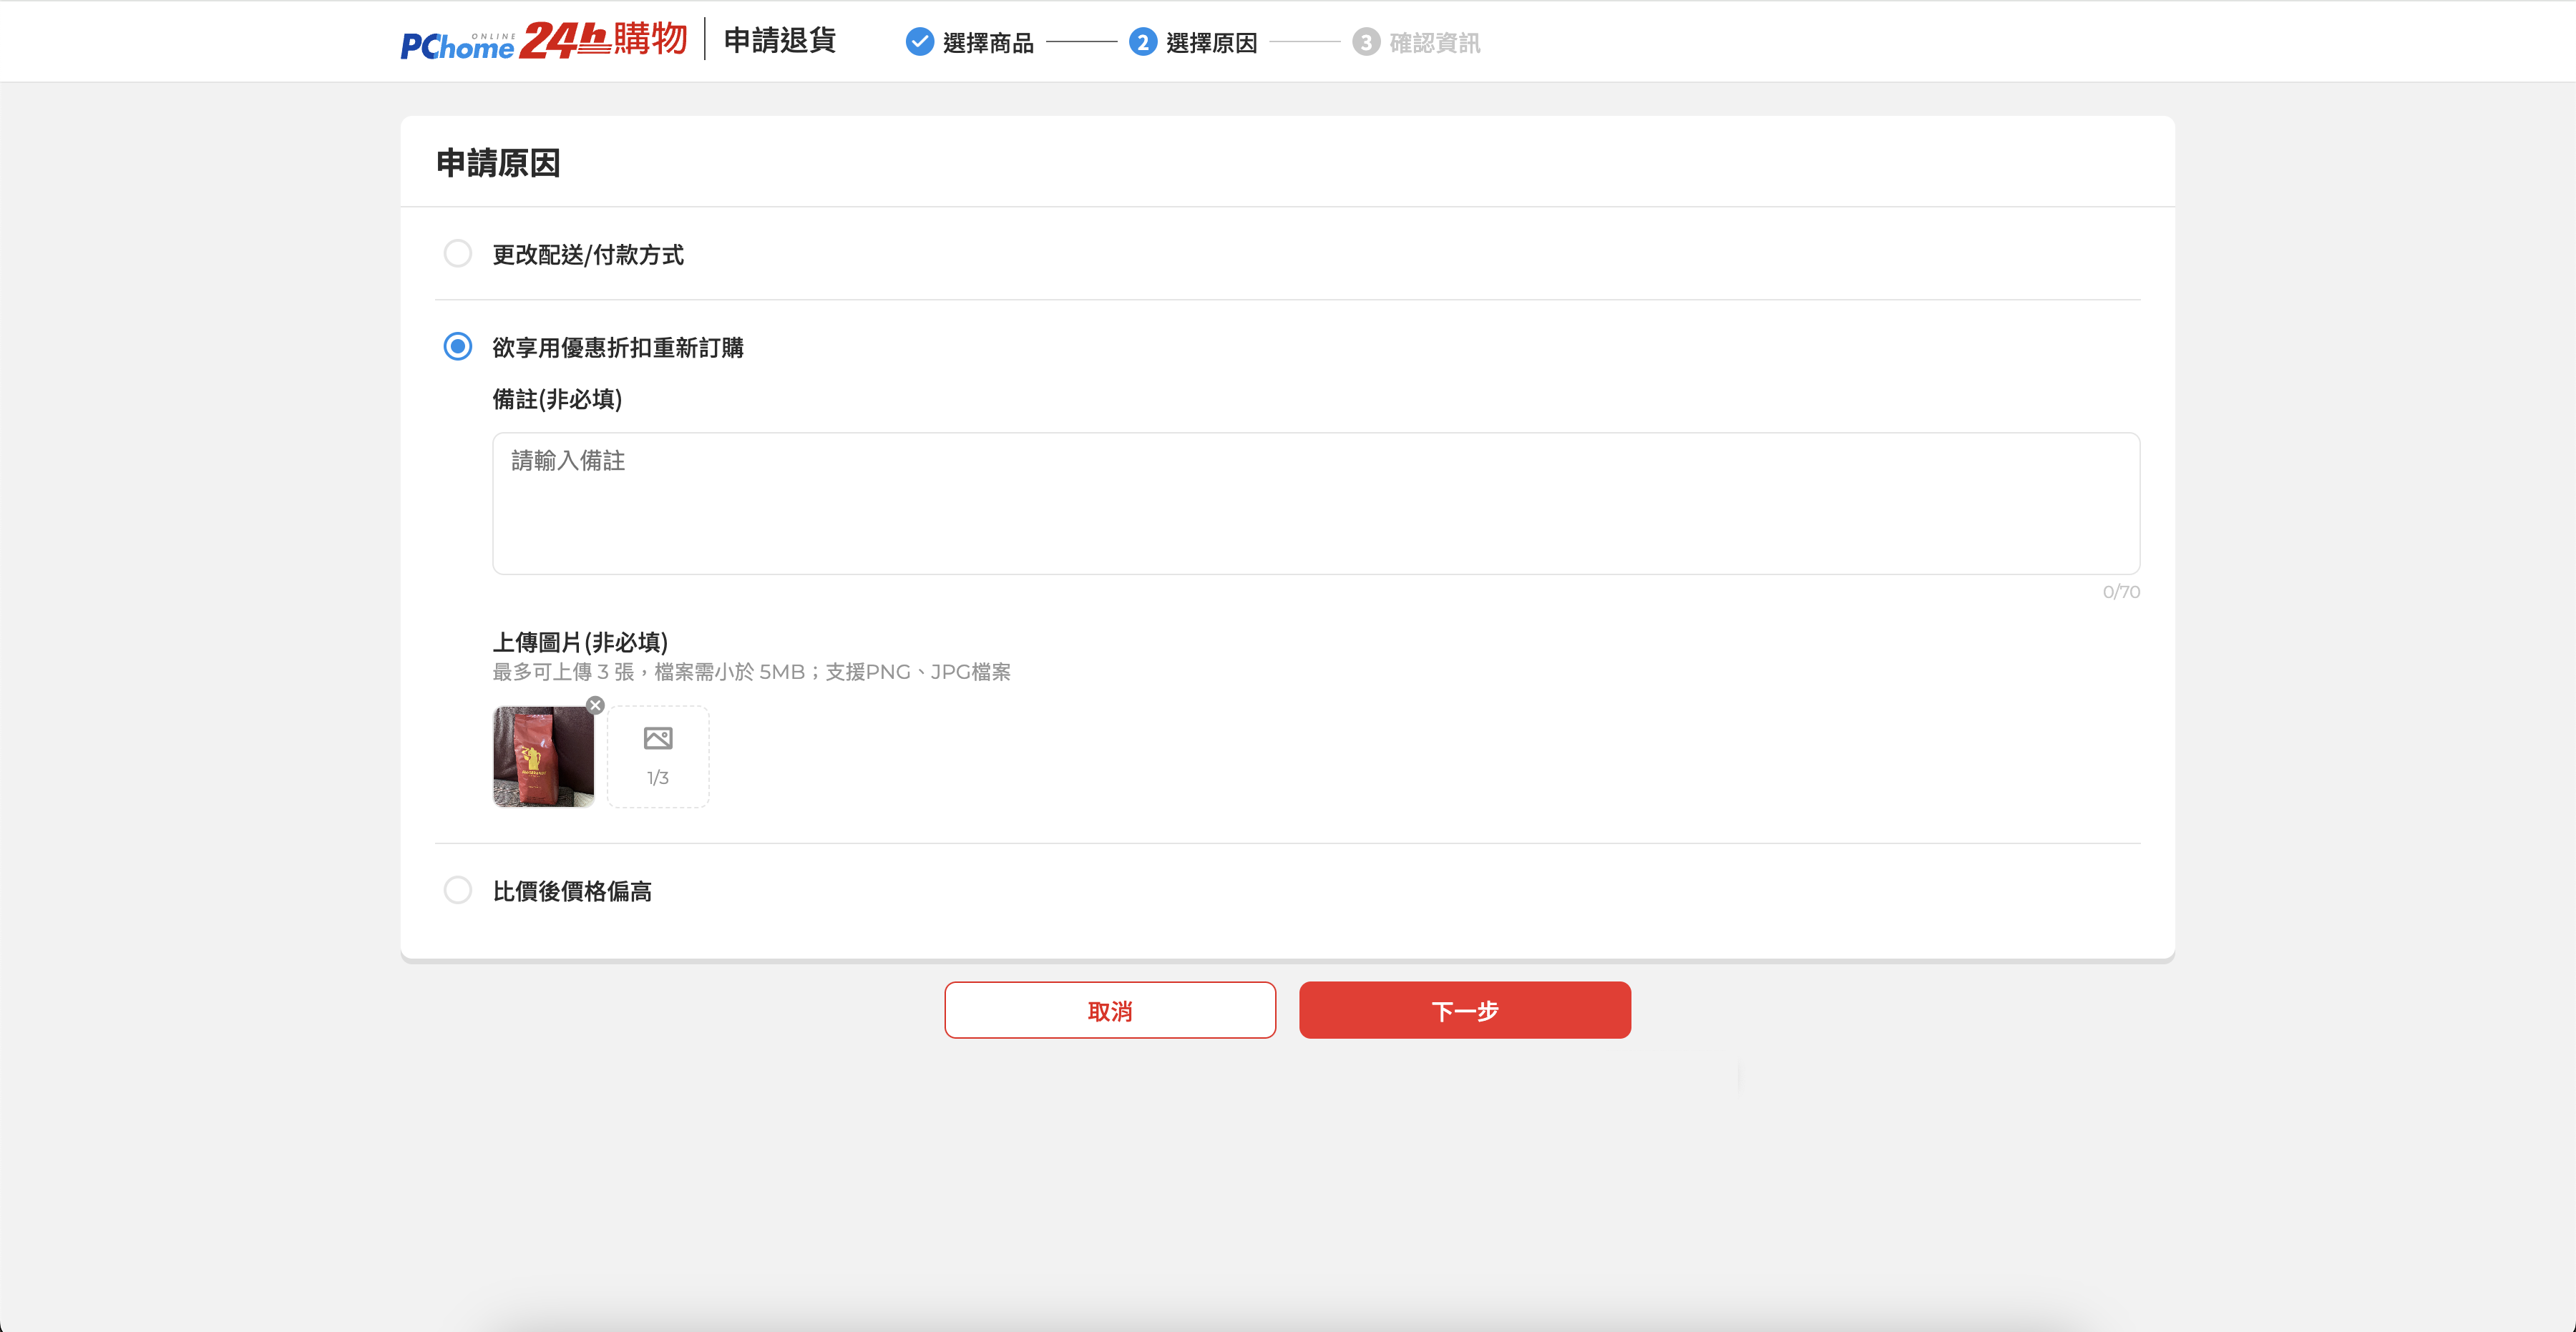 PChome ONLINE 24h購物 申請退貨 選擇商品 2 選擇原因 3 確認資訊
申請原因
更改配送/付款方式
欲享用優惠折扣重新訂購
備註(非必填)
請輸入備註
0/70
上傳圖片(非必填)
最多可上傳 3 張，檔案需小於 5MB；支援PNG、JPG檔案
1/3
比價後價格偏高
取消 下一步